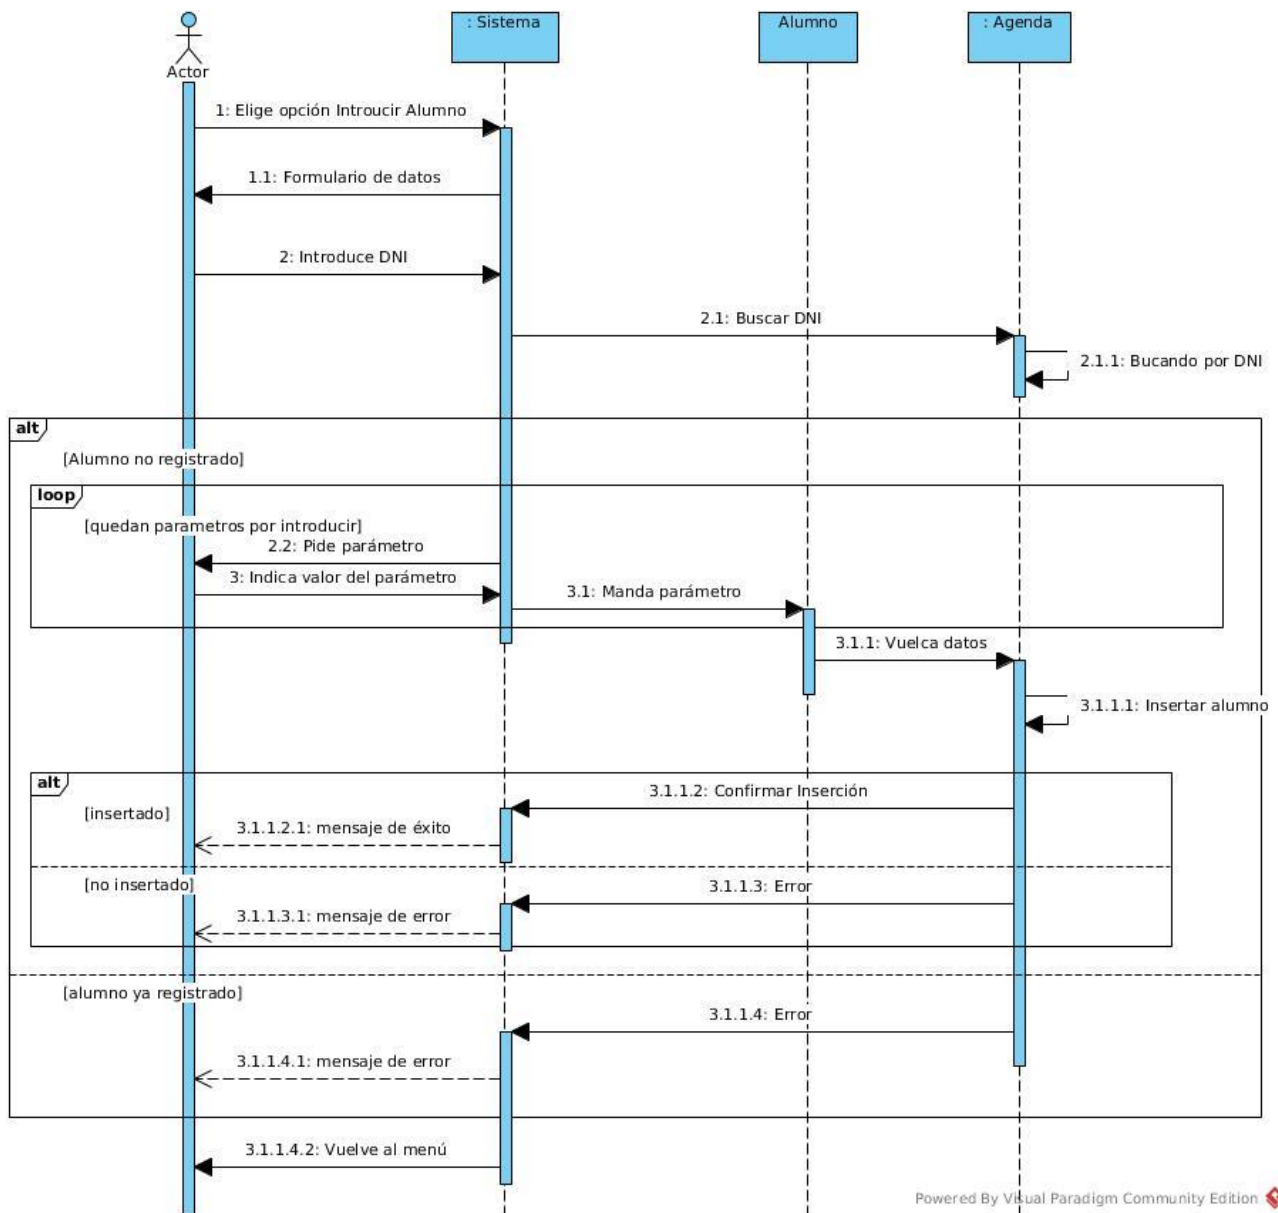 : Sistema
Alumno
: Agenda
Actor
1: Elige opción Introucir Alumno
1.1: Formulario de datos
2: Introduce DNI
2.1: Buscar DNI
2.1.1: Bucando por DNI
alt
[Alumno no registrado]
loop
[quedan parametros por introducir]
2.2: Pide parámetro
3: Indica valor del parámetro
3.1: Manda parámetro
3.1.1: Vuelca datos
3.1.1.1: Insertar alumno
alt
3.1.1.2: Confirmar Inserción
[insertado]
3.1.1.2.1: mensaje de éxito
[no insertado]
3.1.1.3: Error
3.1.1.3.1: mensaje de error
[alumno ya registrado]
3.1.1.4: Error
3.1.1.4.1: mensaje de error
3.1.1.4.2: Vuelve al menú
Powered By Visual Paradigm Community Edition